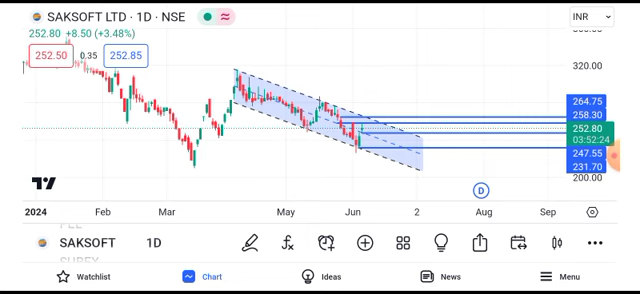 SAKSOFT LTD · 1D · NSE
INR
252.80 +8.50 (+3.48%)
252.50 0.35 252.85
320.00
264.75
258.30
252.80
03:52:24
247.55
231.70
200.00
D
2024 Feb Mar May Jun 2 Aug Sep
SAKSOFT 1D
Watchlist Chart Ideas News Menu